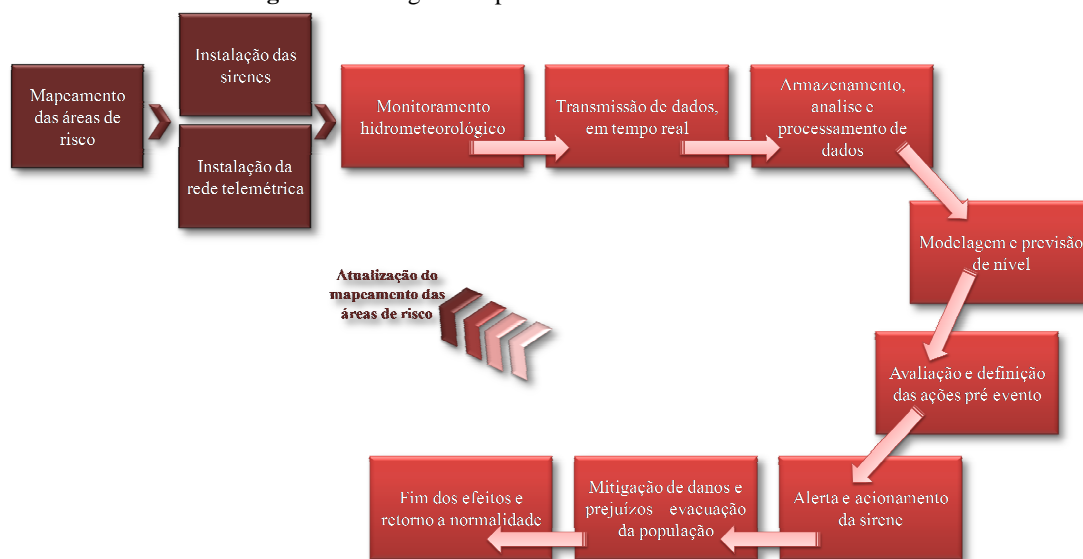 Mapeamento
das áreas de
risco
Instalação das
sirenes
Instalação da
rede telemétrica
Monitoramento
hidrometeorológico
Transmissão de dados,
em tempo real
Armazenamento,
analise e
processamento de
dados
Modelagem e previsão
de nível
Avaliação e definição
das ações pré evento
Alerta e acionamento
da sirene
Mitigação de danos e
prejuízos evacuação
da população
Fim dos efeitos e
retorno a normalidade
Atualização do
mapeamento das
áreas de risco